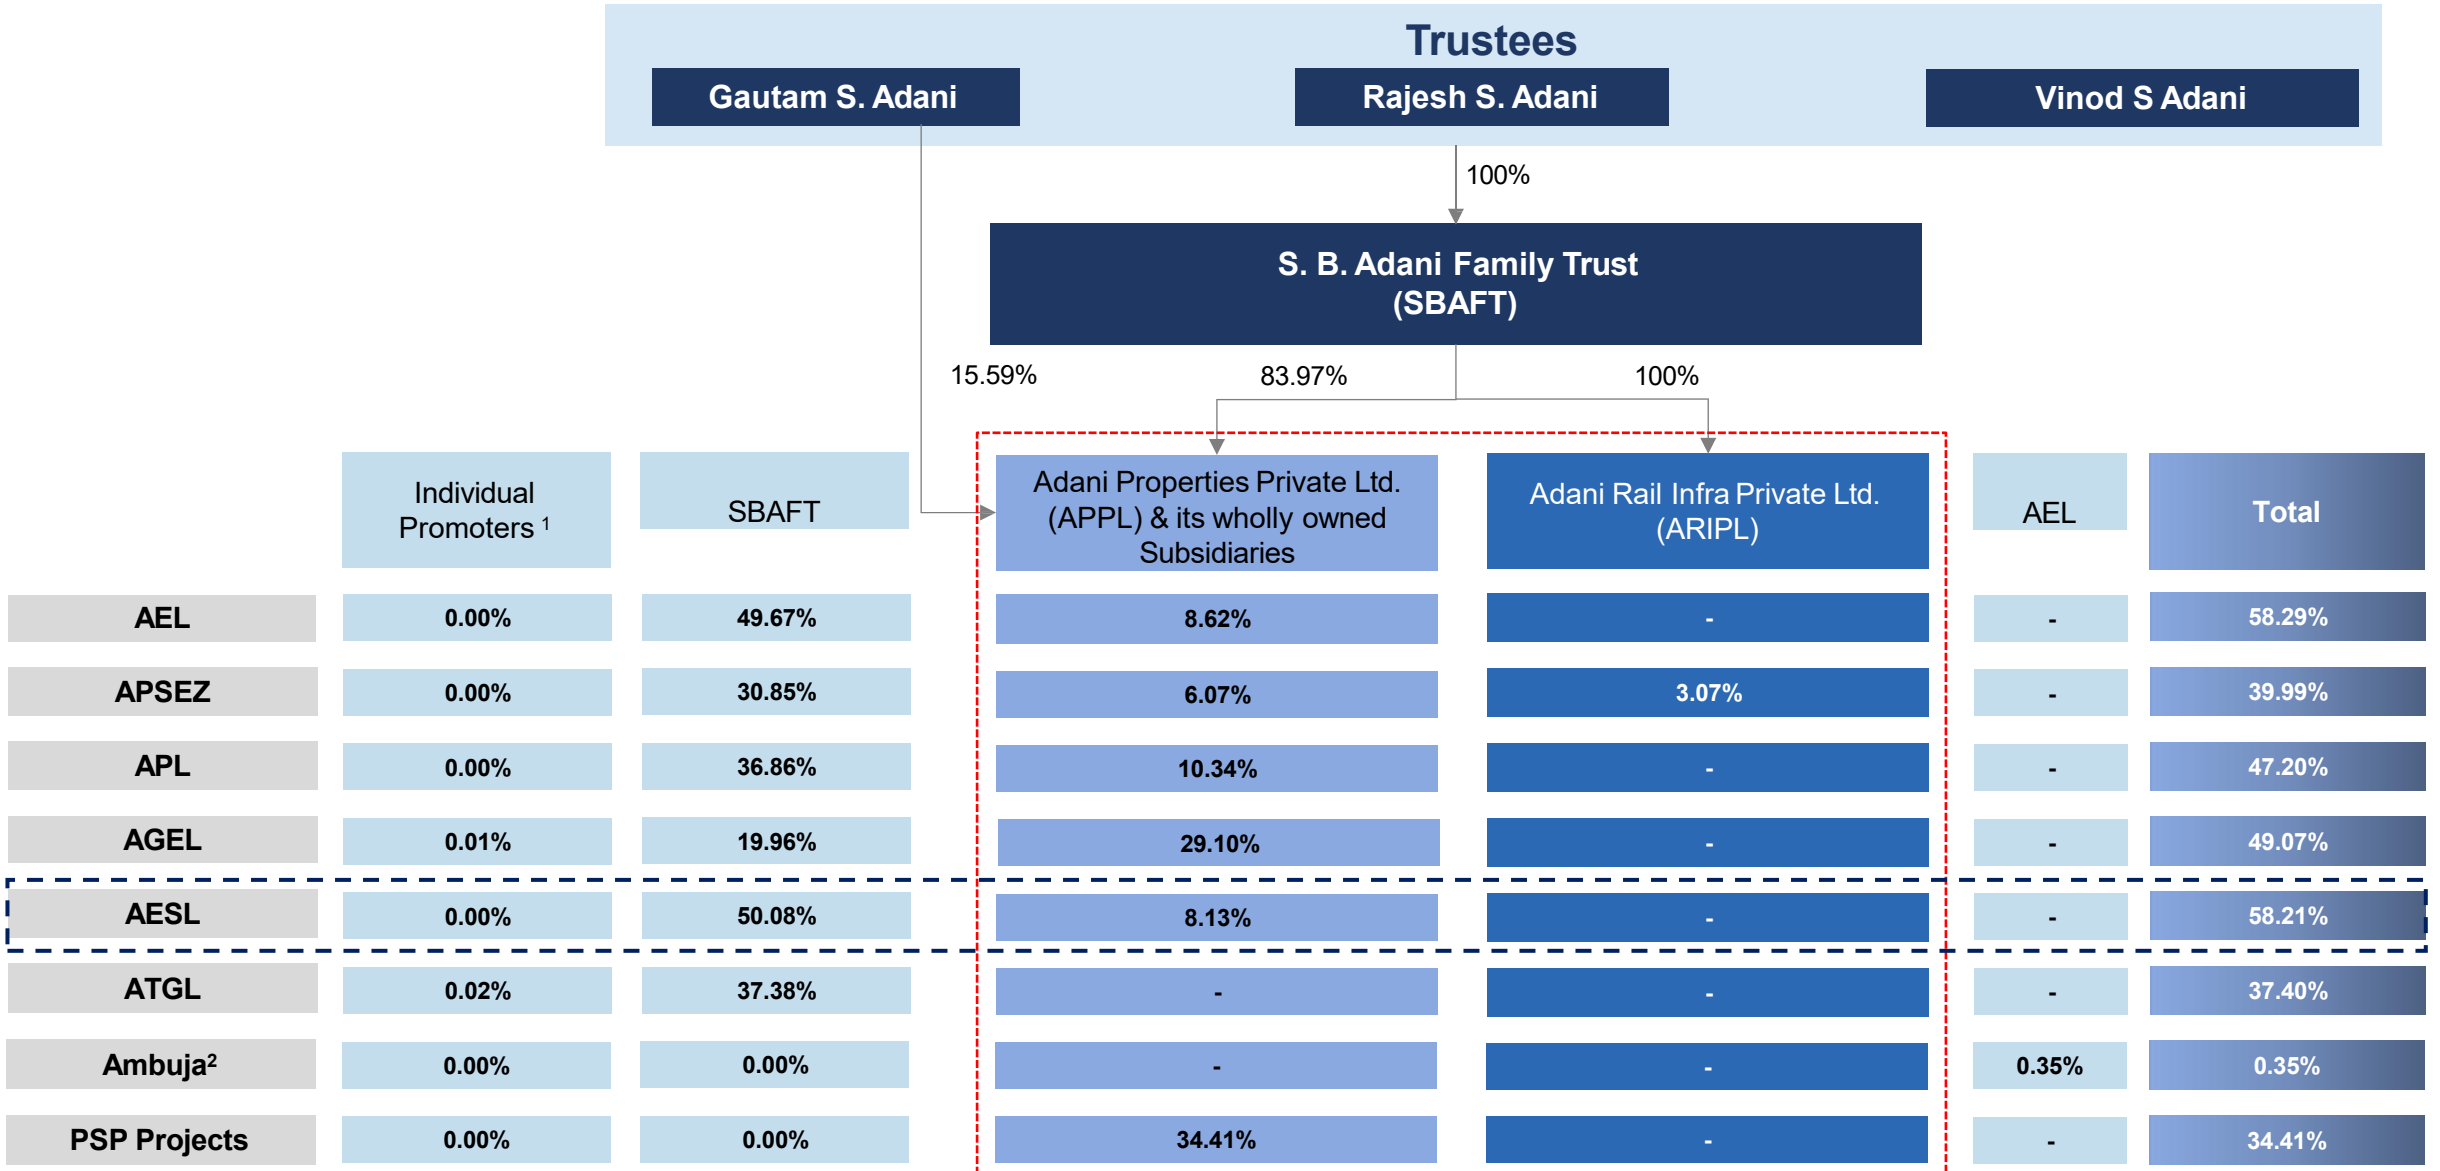 Trustees
Gautam S. Adani
Rajesh S. Adani
Vinod S Adani
100%
S. B. Adani Family Trust
(SBAFT)
15.59%
83.97%
100%
Individual
Promoters 1
SBAFT
Adani Properties Private Ltd.
(APPL) & its wholly owned
Subsidiaries
Adani Rail Infra Private Ltd.
(ARIPL)
AEL
Total
AEL 0.00% 49.67% 8.62% - - 58.29%
APSEZ 0.00% 30.85% 6.07% 3.07% - 39.99%
APL 0.00% 36.86% 10.34% - - 47.20%
AGEL 0.01% 19.96% 29.10% - - 49.07%
AESL 0.00% 50.08% 8.13% - - 58.21%
ATGL 0.02% 37.38% - - - 37.40%
Ambuja2 0.00% 0.00% - - 0.35% 0.35%
PSP Projects 0.00% 0.00% 34.41% - - 34.41%